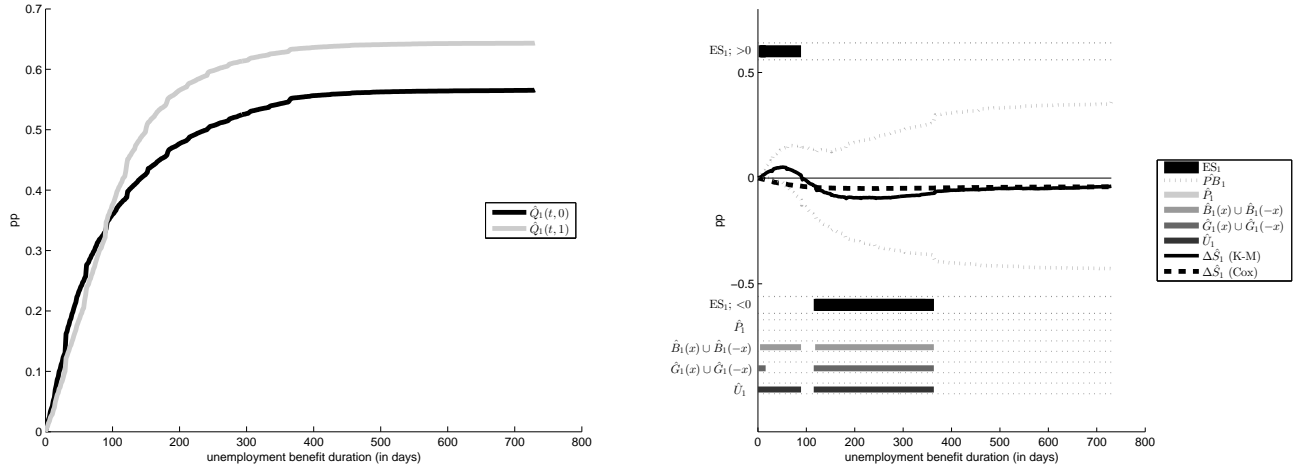 0.7
0.6
0.5
0.4
0.3
0.2
0.1
0
pp
0 100 200 300 400 500 600 700 800
unemployment benefit duration (in days)
Q̂₁(t,0)
Q̂₁(t,1)
ES₁; >0
0.5
0
−0.5
pp
ES₁; <0
P̂₁
B̂₁(x) ∪ B̂₁(−x)
Ĝ₁(x) ∪ Ĝ₁(−x)
Û₁
0 100 200 300 400 500 600 700 800
unemployment benefit duration (in days)
ES₁
P̂B₁
P̂₁
B̂₁(x) ∪ B̂₁(−x)
Ĝ₁(x) ∪ Ĝ₁(−x)
Û₁
ΔŜ₁ (K-M)
ΔŜ₁ (Cox)